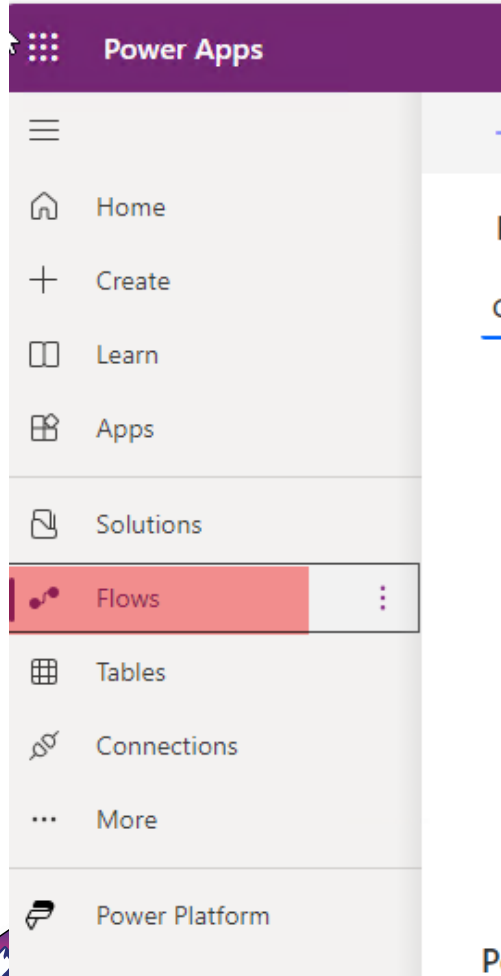 Power Apps
Home
Create
Learn
Apps
Solutions
Flows
Tables
Connections
More
Power Platform